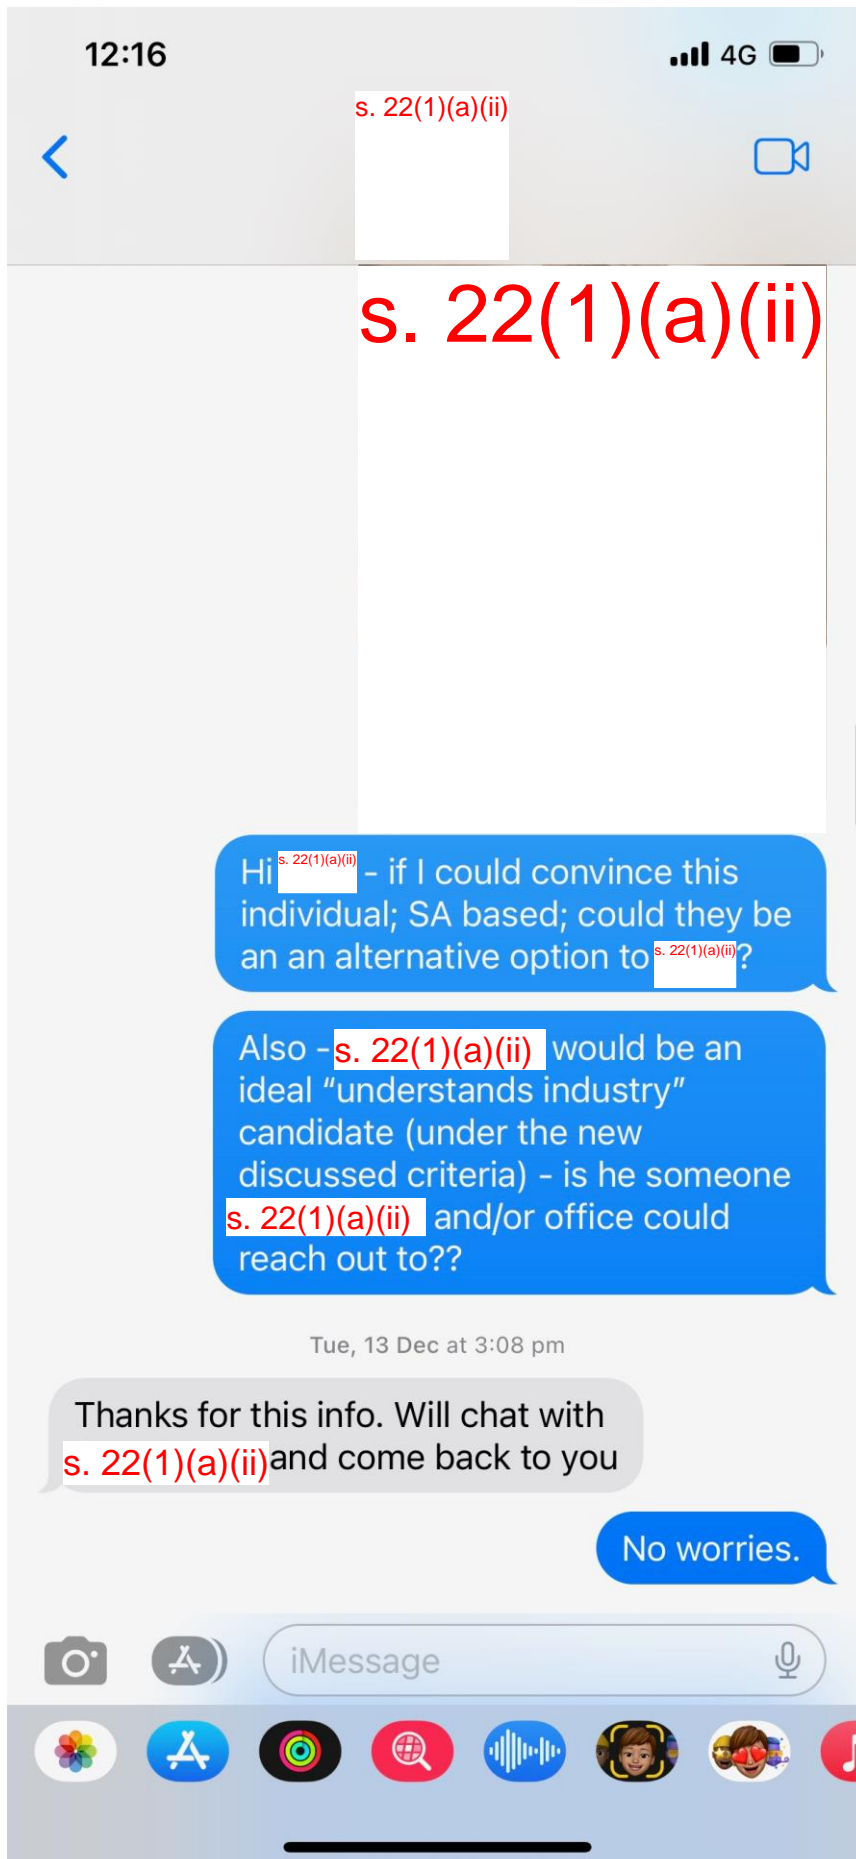 12:16 4G
s. 22(1)(a)(ii)
s. 22(1)(a)(ii)
Hi s. 22(1)(a)(ii) - if I could convince this
individual; SA based; could they be
an an alternative option to s. 22(1)(a)(ii)?
Also - s. 22(1)(a)(ii) would be an
ideal “understands industry”
candidate (under the new
discussed criteria) - is he someone
s. 22(1)(a)(ii) and/or office could
reach out to??
Tue, 13 Dec at 3:08 pm
Thanks for this info. Will chat with
s. 22(1)(a)(ii) and come back to you
No worries.
iMessage